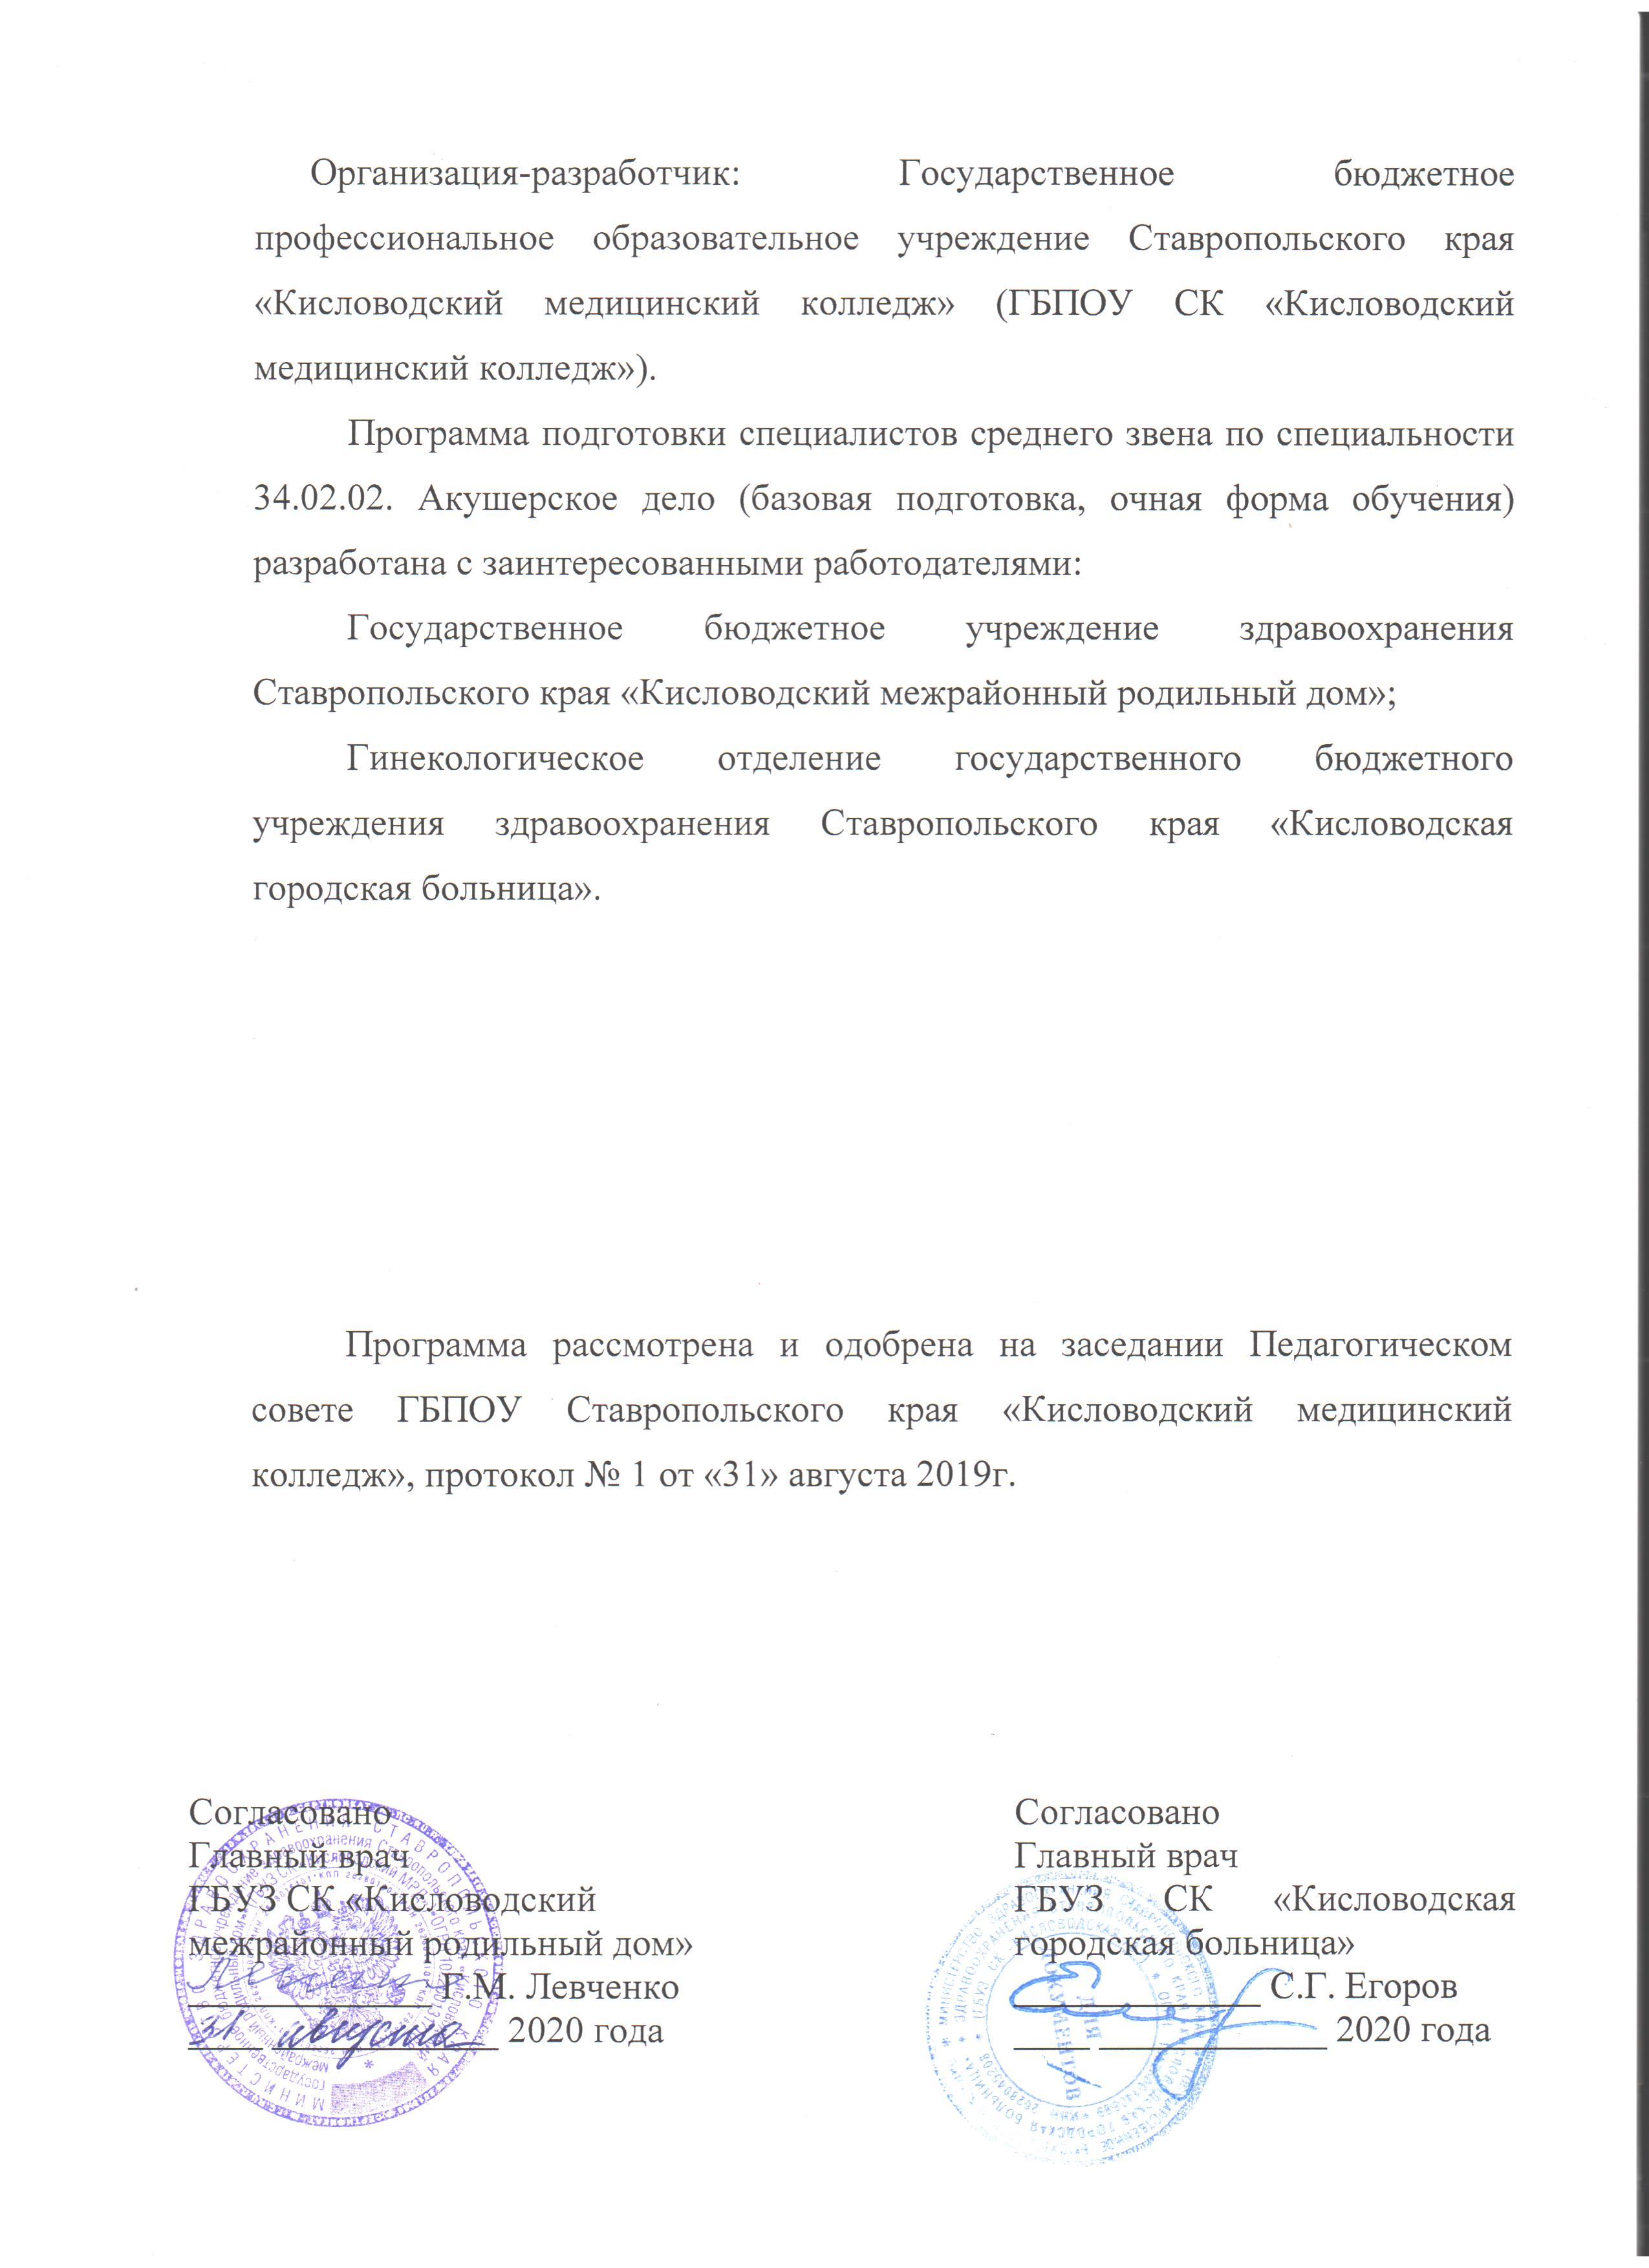 Организация-разработчик: Государственное бюджетное
профессиональное образовательное учреждение Ставропольского края
«Кисловодский медицинский колледж» (ГБПОУ СК «Кисловодский
медицинский колледж»).
Программа подготовки специалистов среднего звена по специальности
34.02.02. Акушерское дело (базовая подготовка, очная форма обучения)
разработана с заинтересованными работодателями:
Государственное бюджетное учреждение здравоохранения
Ставропольского края «Кисловодский межрайонный родильный дом»;
Гинекологическое отделение государственного бюджетного
учреждения здравоохранения Ставропольского края «Кисловодская
городская больница».
Программа рассмотрена и одобрена на заседании Педагогическом
совете ГБПОУ Ставропольского края «Кисловодский медицинский
колледж», протокол № 1 от «31» августа 2019г.
Согласовано
Главный врач
ГБУЗ СК «Кисловодский
межрайонный родильный дом»
Г.М. Левченко
31 августа 2020 года
Согласовано
Главный врач
ГБУЗ СК «Кисловодская
городская больница»
С.Г. Егоров
2020 года
ДЛЯ
ДОКУМЕНТОВ